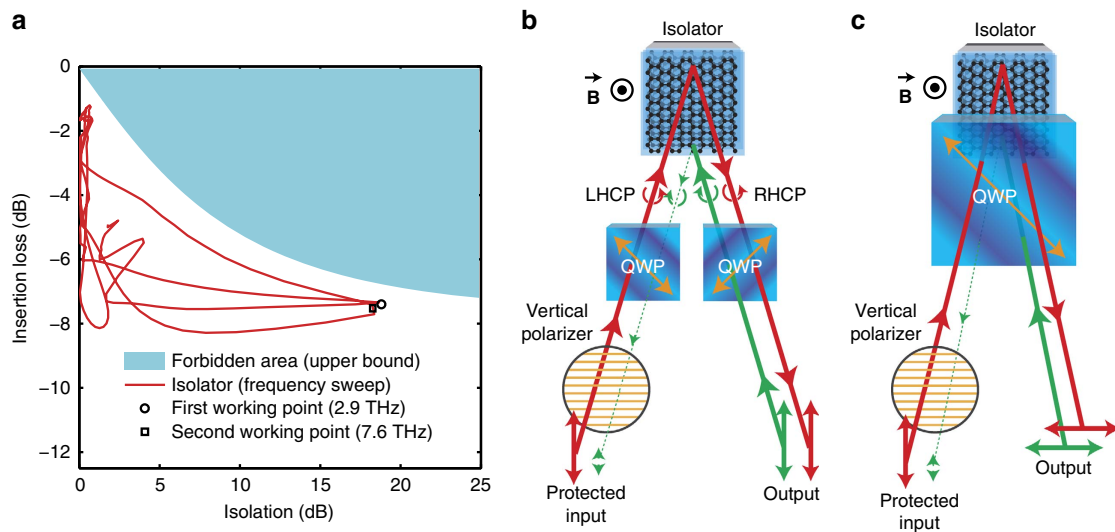 a
0
−2
−4
−6
−8
−10
−12
Insertion loss (dB)
0
5
10
15
20
25
Isolation (dB)
Forbidden area (upper bound)
Isolator (frequency sweep)
First working point (2.9 THz)
Second working point (7.6 THz)
b
Isolator
B
LHCP
RHCP
QWP
QWP
Vertical
polarizer
Protected
input
Output
c
Isolator
B
QWP
Vertical
polarizer
Protected
input
Output